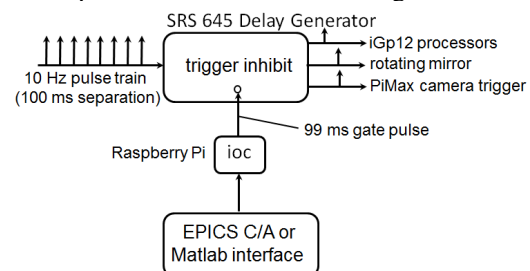 SRS 645 Delay Generator
iGp12 processors
trigger inhibit
rotating mirror
10 Hz pulse train
PiMax camera trigger
(100 ms separation)
99 ms gate pulse
Raspberry Pi
ioc
EPICS C/A or
Matlab interface